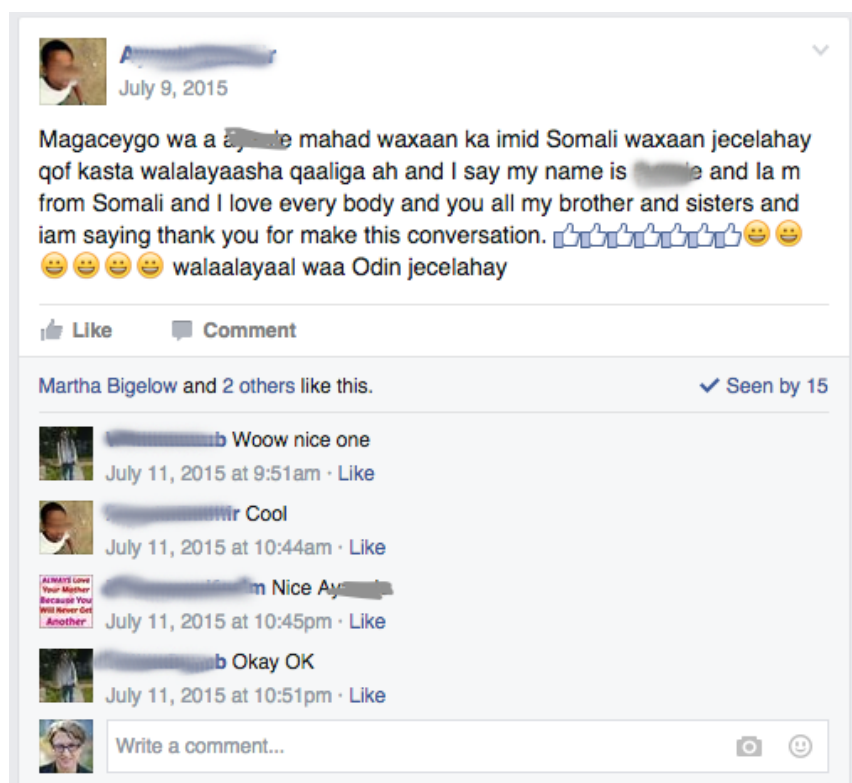 July 9, 2015
Magaceygo wa a mahad waxaan ka imid Somali waxaan jecelahay
qof kasta walalayaasha qaaliga ah and I say my name is and Ia m
from Somali and I love every body and you all my brother and sisters and
iam saying thank you for make this conversation. 👍👍👍👍👍👍👍😀😀
😀😀😀😀 walaalayaal waa Odin jecelahay
Like Comment
Martha Bigelow and 2 others like this. Seen by 15
Woow nice one
July 11, 2015 at 9:51am · Like
Cool
July 11, 2015 at 10:44am · Like
ALWAYS Love
Your Mother
Because You
Will Never Get
Another
Nice
July 11, 2015 at 10:45pm · Like
Okay OK
July 11, 2015 at 10:51pm · Like
Write a comment...